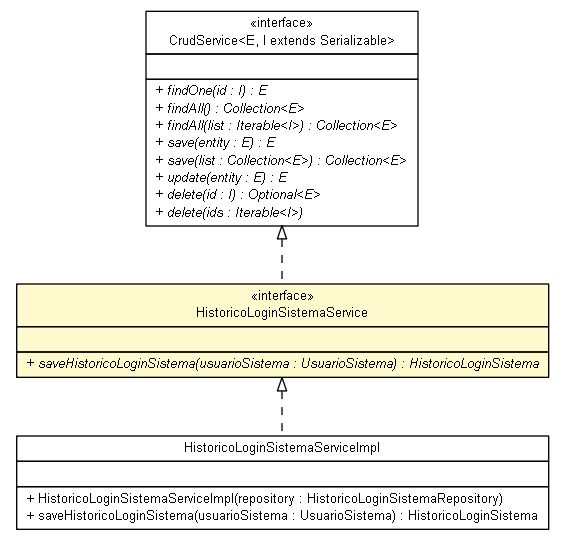 «interface»
CrudService<E, I extends Serializable>
+ findOne(id : I) : E
+ findAll() : Collection<E>
+ findAll(list : Iterable<I>) : Collection<E>
+ save(entity : E) : E
+ save(list : Collection<E>) : Collection<E>
+ update(entity : E) : E
+ delete(id : I) : Optional<E>
+ delete(ids : Iterable<I>)
«interface»
HistoricoLoginSistemaService
+ saveHistoricoLoginSistema(usuarioSistema : UsuarioSistema) : HistoricoLoginSistema
HistoricoLoginSistemaServiceImpl
+ HistoricoLoginSistemaServiceImpl(repository : HistoricoLoginSistemaRepository)
+ saveHistoricoLoginSistema(usuarioSistema : UsuarioSistema) : HistoricoLoginSistema